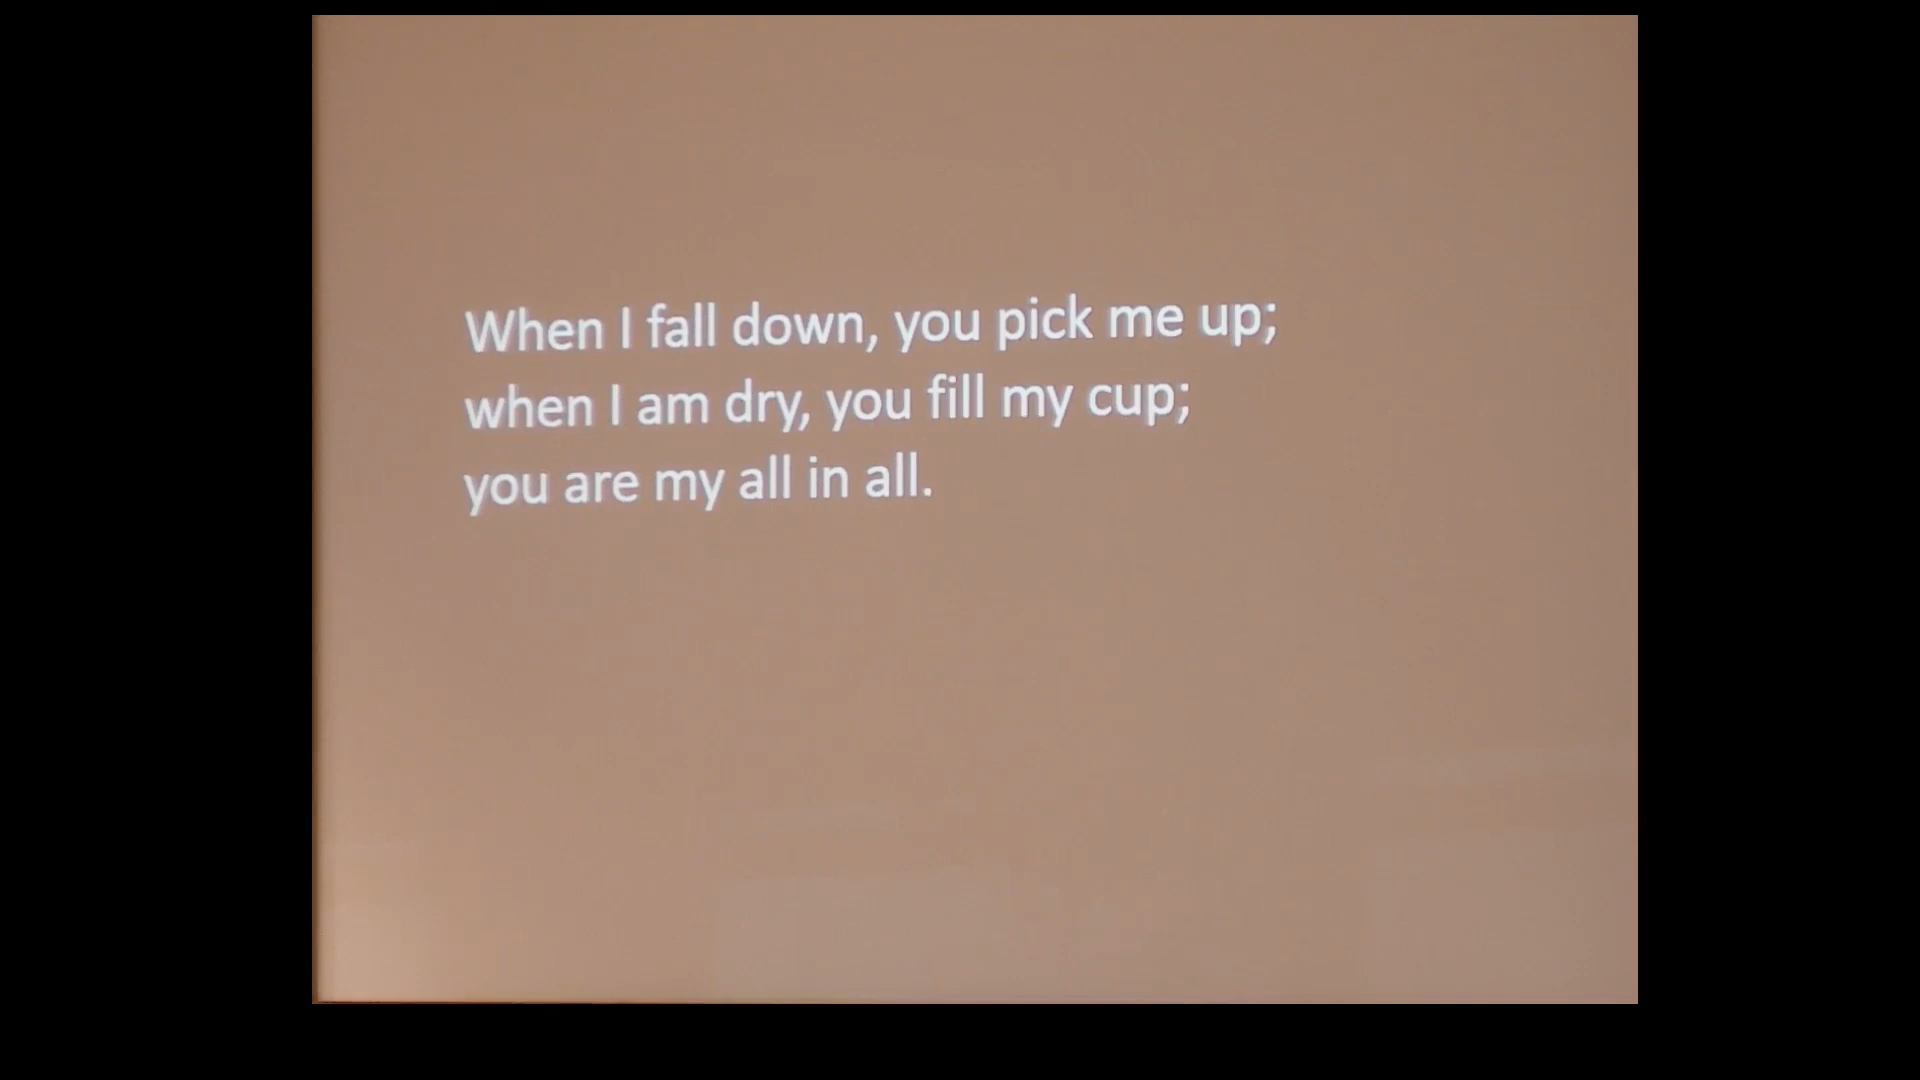 When I fall down, you pick me up;
when I am dry, you fill my cup;
you are my all in all.